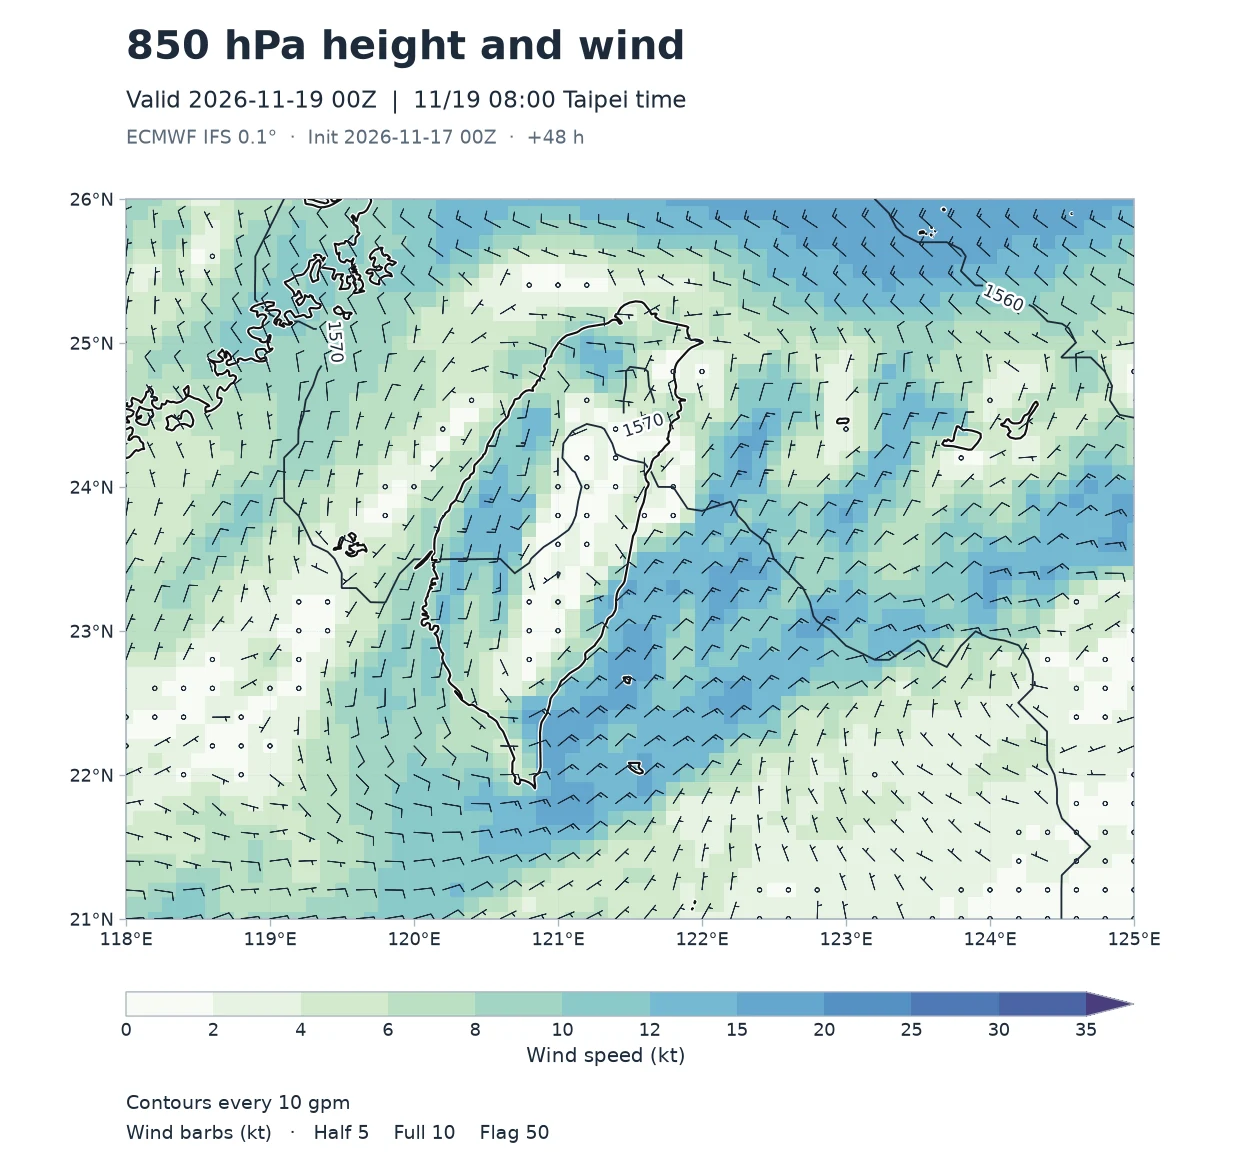 850 hPa height and wind
Valid 2026-11-19 00Z | 11/19 08:00 Taipei time
ECMWF IFS 0.1° · Init 2026-11-17 00Z · +48 h
26°N
25°N
24°N
23°N
22°N
21°N
1560
1570
1570
118°E 119°E 120°E 121°E 122°E 123°E 124°E 125°E
0 2 4 6 8 10 12 15 20 25 30 35
Wind speed (kt)
Contours every 10 gpm
Wind barbs (kt) · Half 5 Full 10 Flag 50